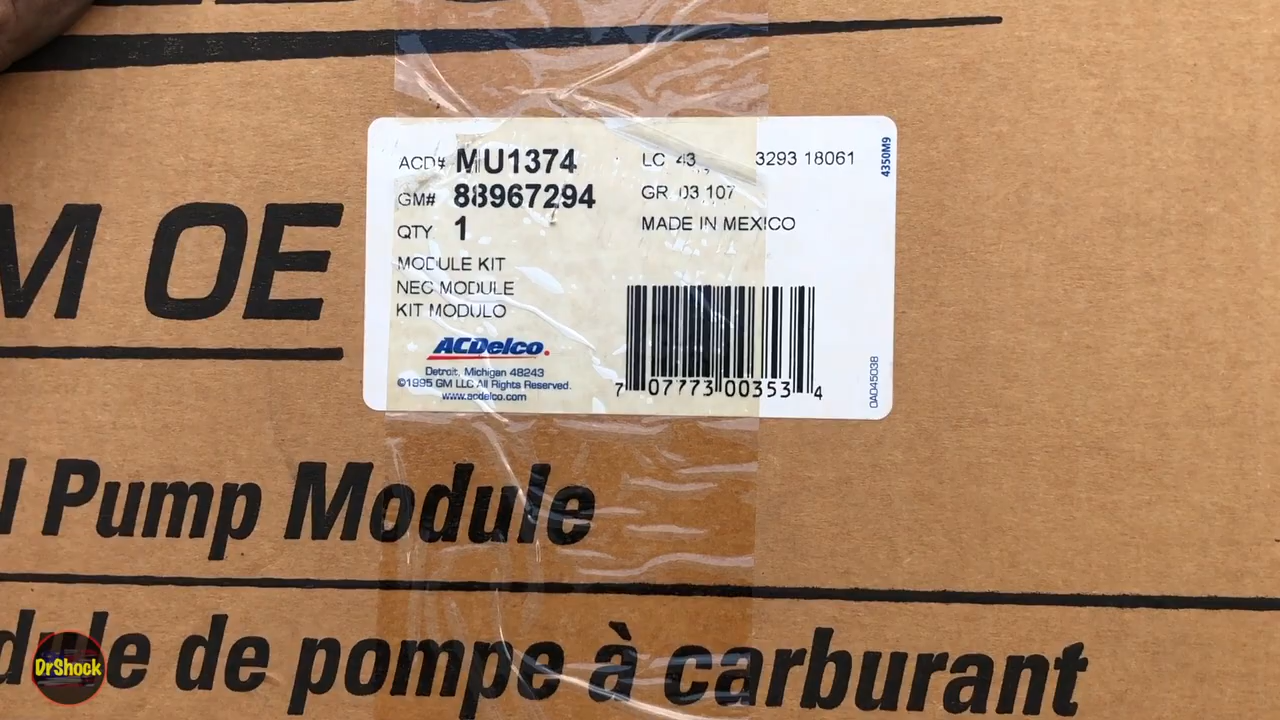 M OE
ACD# MU1374
GM# 88967294
QTY 1
MODULE KIT
NEC MODULE
KIT MODULO
ACDelco
Detroit, Michigan 48243
©1995 GM LLC All Rights Reserved.
www.acdelco.com
LC 43 3293 18061
GR 03 107
MADE IN MEXICO
7 07773 00353 4
4350M9
OAD4503B
l Pump Module
dule de pompe à carburant
DrShock